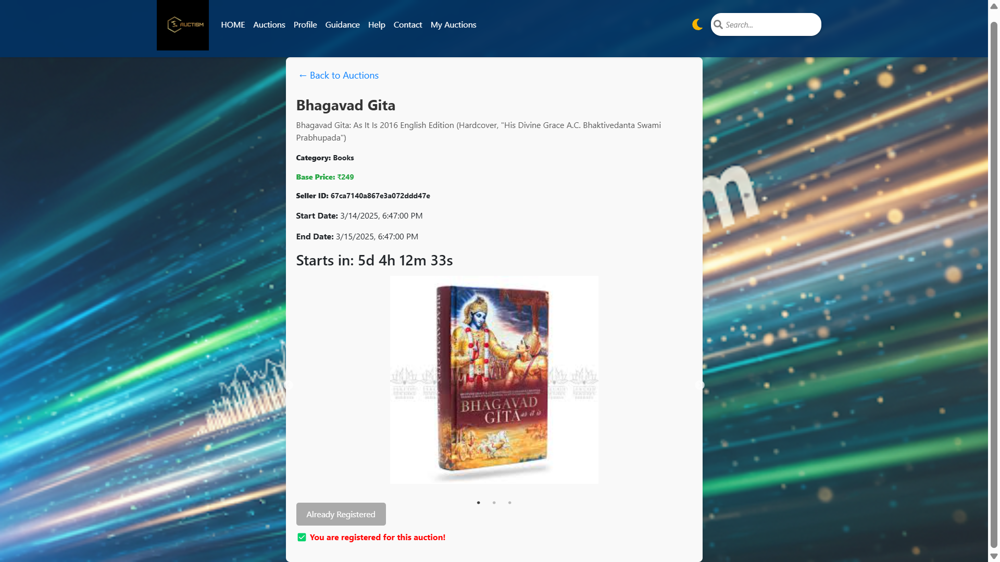 AUCTISM
HOME
Auctions
Profile
Guidance
Help
Contact
My Auctions
Search...
← Back to Auctions
Bhagavad Gita
Bhagavad Gita: As It Is 2016 English Edition (Hardcover, "His Divine Grace A.C. Bhaktivedanta Swami
Prabhupada")
Category: Books
Base Price: ₹249
Seller ID: 67ca7140a867e3a072ddd47e
Start Date: 3/14/2025, 6:47:00 PM
End Date: 3/15/2025, 6:47:00 PM
Starts in: 5d 4h 12m 33s
BHAGAVAD
GITA as it is
Already Registered
You are registered for this auction!
m